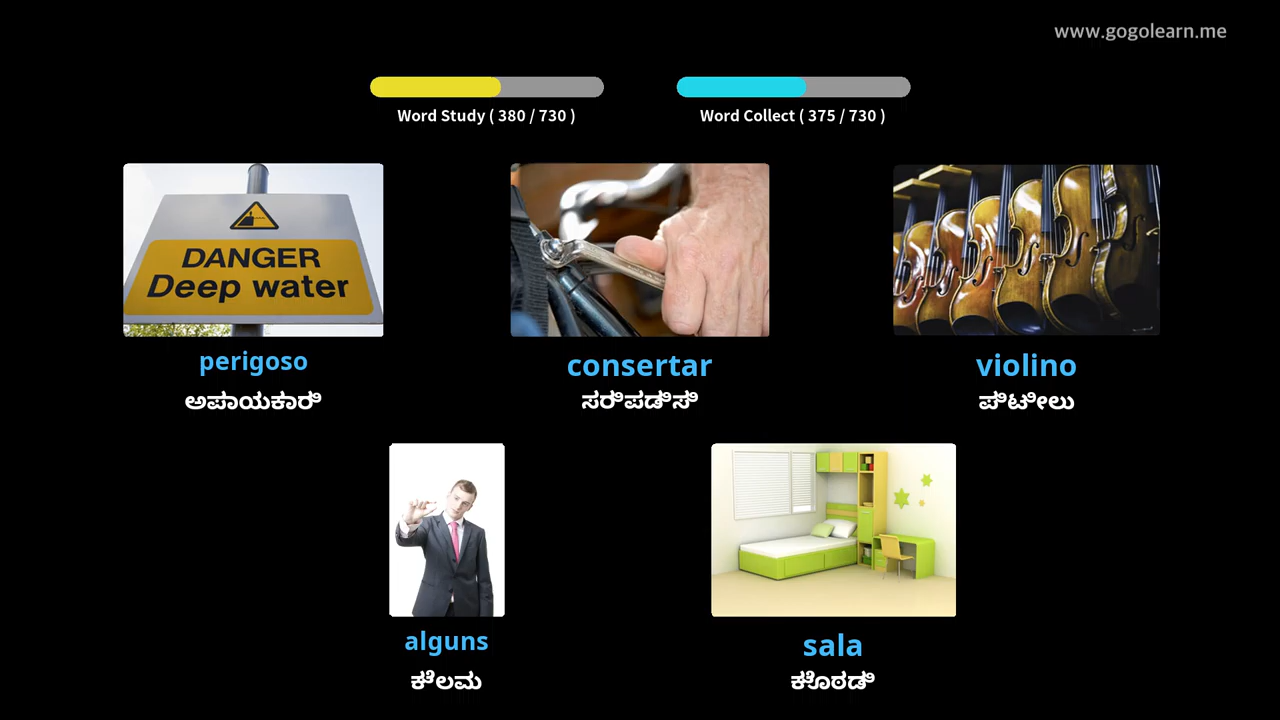 www.gogolearn.me
Word Study ( 380 / 730 )
Word Collect ( 375 / 730 )
DANGER
Deep water
perigoso
consertar
violino
ಅಪಾಯಕಾರಿ
ಸರಿಪಡಿಸಿ
ಪಿಟೀಲು
alguns
sala
ಕೆಲಮ
ಕೊಠಡಿ